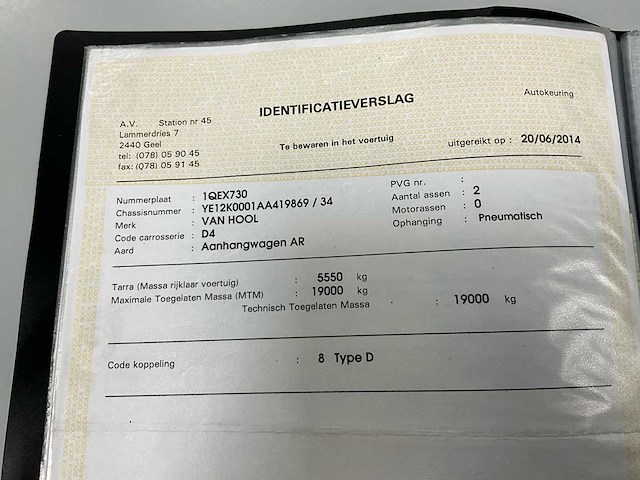 IDENTIFICATIEVERSLAG
Autokeuring
A.V. Station nr 45
Lammerdries 7
2440 Geel
tel: (078) 05 90 45
fax: (078) 05 91 45
Te bewaren in het voertuig
uitgereikt op : 20/06/2014
Nummerplaat : 1QEX730
Chassisnummer : YE12K0001AA419869 / 34
Merk : VAN HOOL
Code carrosserie : D4
Aard : Aanhangwagen AR
PVG nr. :
Aantal assen : 2
Motorassen : 0
Ophanging : Pneumatisch
Tarra (Massa rijklaar voertuig) : 5550 kg
Maximale Toegelaten Massa (MTM) : 19000 kg
Technisch Toegelaten Massa : 19000 kg
Code koppeling : 8 Type D